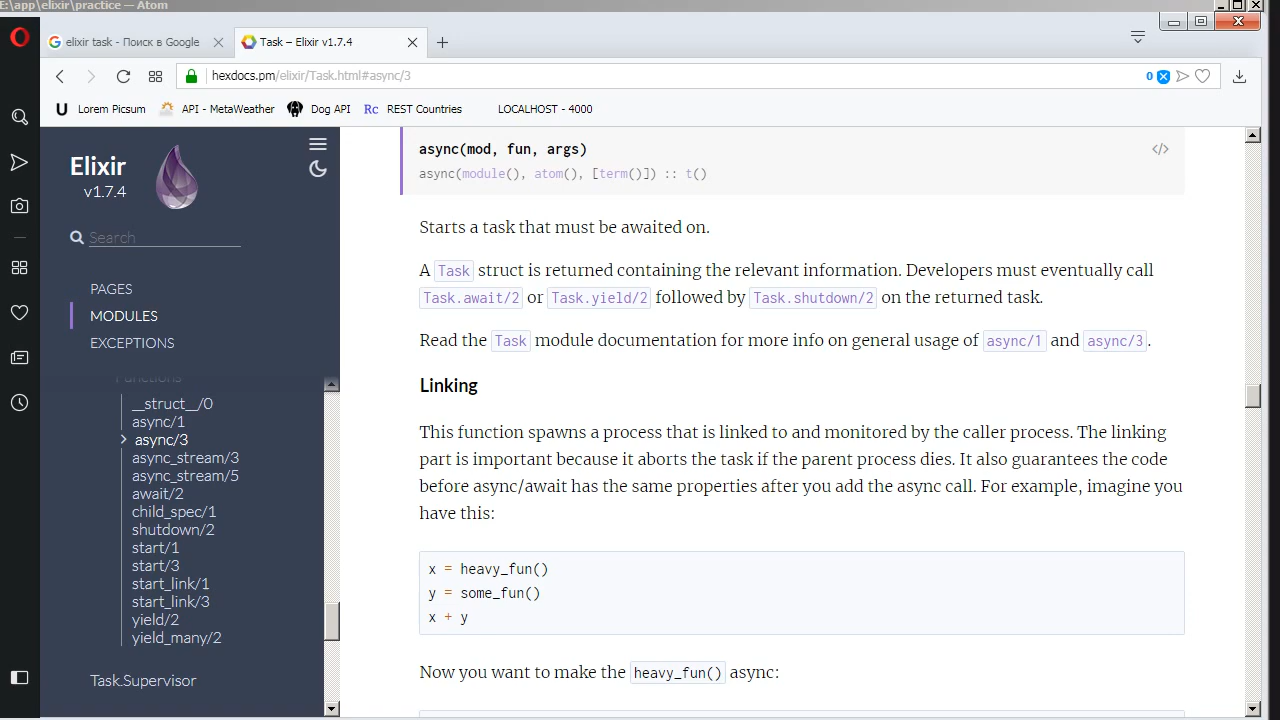 E:\app\elixir\practice — Atom
elixir task - Поиск в Google
Task – Elixir v1.7.4
hexdocs.pm/elixir/Task.html#async/3
0
U Lorem Picsum
API - MetaWeather
Dog API
Rc REST Countries
LOCALHOST - 4000
Elixir
v1.7.4
Search
PAGES
MODULES
EXCEPTIONS
Functions
__struct__/0
async/1
async/3
async_stream/3
async_stream/5
await/2
child_spec/1
shutdown/2
start/1
start/3
start_link/1
start_link/3
yield/2
yield_many/2
Task.Supervisor
async(mod, fun, args)
</>
async(module(), atom(), [term()]) :: t()
Starts a task that must be awaited on.
A Task struct is returned containing the relevant information. Developers must eventually call
Task.await/2 or Task.yield/2 followed by Task.shutdown/2 on the returned task.
Read the Task module documentation for more info on general usage of async/1 and async/3.
Linking
This function spawns a process that is linked to and monitored by the caller process. The linking
part is important because it aborts the task if the parent process dies. It also guarantees the code
before async/await has the same properties after you add the async call. For example, imagine you
have this:
x = heavy_fun()
y = some_fun()
x + y
Now you want to make the heavy_fun() async: